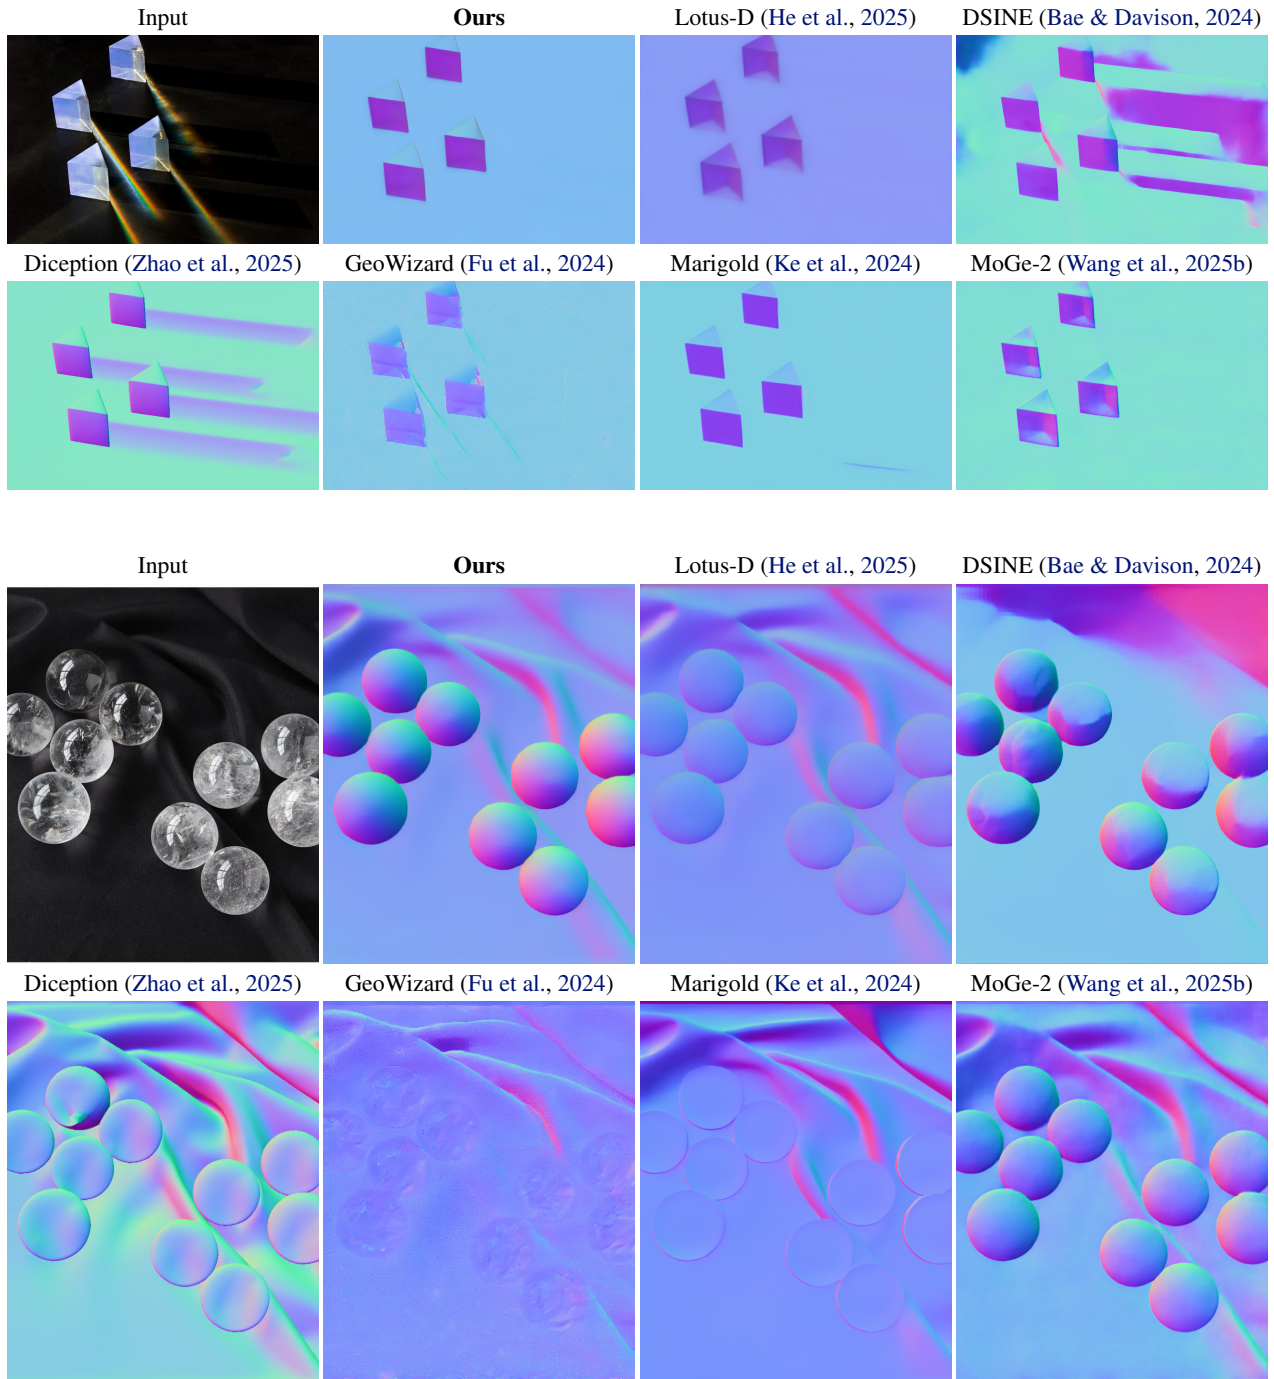 Input
Ours
Lotus-D (He et al., 2025)
DSINE (Bae & Davison, 2024)
Diception (Zhao et al., 2025)
GeoWizard (Fu et al., 2024)
Marigold (Ke et al., 2024)
MoGe-2 (Wang et al., 2025b)
Input
Ours
Lotus-D (He et al., 2025)
DSINE (Bae & Davison, 2024)
Diception (Zhao et al., 2025)
GeoWizard (Fu et al., 2024)
Marigold (Ke et al., 2024)
MoGe-2 (Wang et al., 2025b)